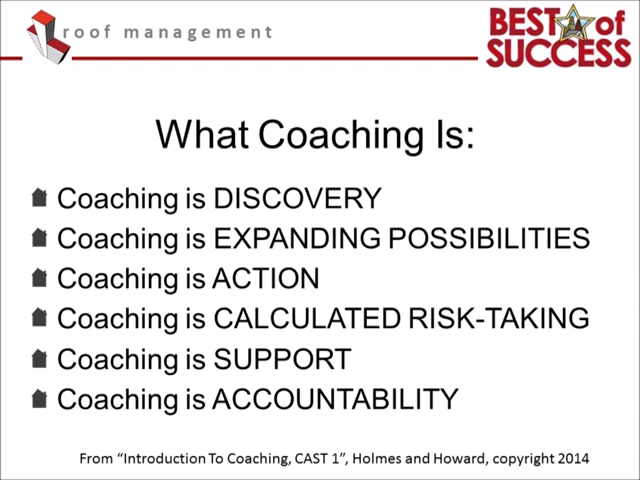 roof management
BEST of
SUCCESS
What Coaching Is:
Coaching is DISCOVERY
Coaching is EXPANDING POSSIBILITIES
Coaching is ACTION
Coaching is CALCULATED RISK-TAKING
Coaching is SUPPORT
Coaching is ACCOUNTABILITY
From “Introduction To Coaching, CAST 1”, Holmes and Howard, copyright 2014